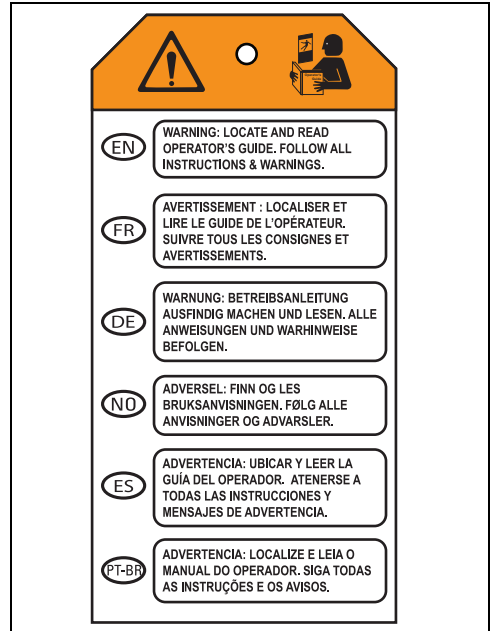 Operator's
Guide
EN
WARNING: LOCATE AND READ
OPERATOR'S GUIDE. FOLLOW ALL
INSTRUCTIONS & WARNINGS.
FR
AVERTISSEMENT : LOCALISER ET
LIRE LE GUIDE DE L'OPÉRATEUR.
SUIVRE TOUS LES CONSIGNES ET
AVERTISSEMENTS.
DE
WARNUNG: BETREIBSANLEITUNG
AUSFINDIG MACHEN UND LESEN. ALLE
ANWEISUNGEN UND WARHINWEISE
BEFOLGEN.
NO
ADVERSEL: FINN OG LES
BRUKSANVISNINGEN. FØLG ALLE
ANVISNINGER OG ADVARSLER.
ES
ADVERTENCIA: UBICAR Y LEER LA
GUÍA DEL OPERADOR. ATENERSE A
TODAS LAS INSTRUCCIONES Y
MENSAJES DE ADVERTENCIA.
PT-BR
ADVERTENCIA: LOCALIZE E LEIA O
MANUAL DO OPERADOR. SIGA TODAS
AS INSTRUÇÕES E OS AVISOS.